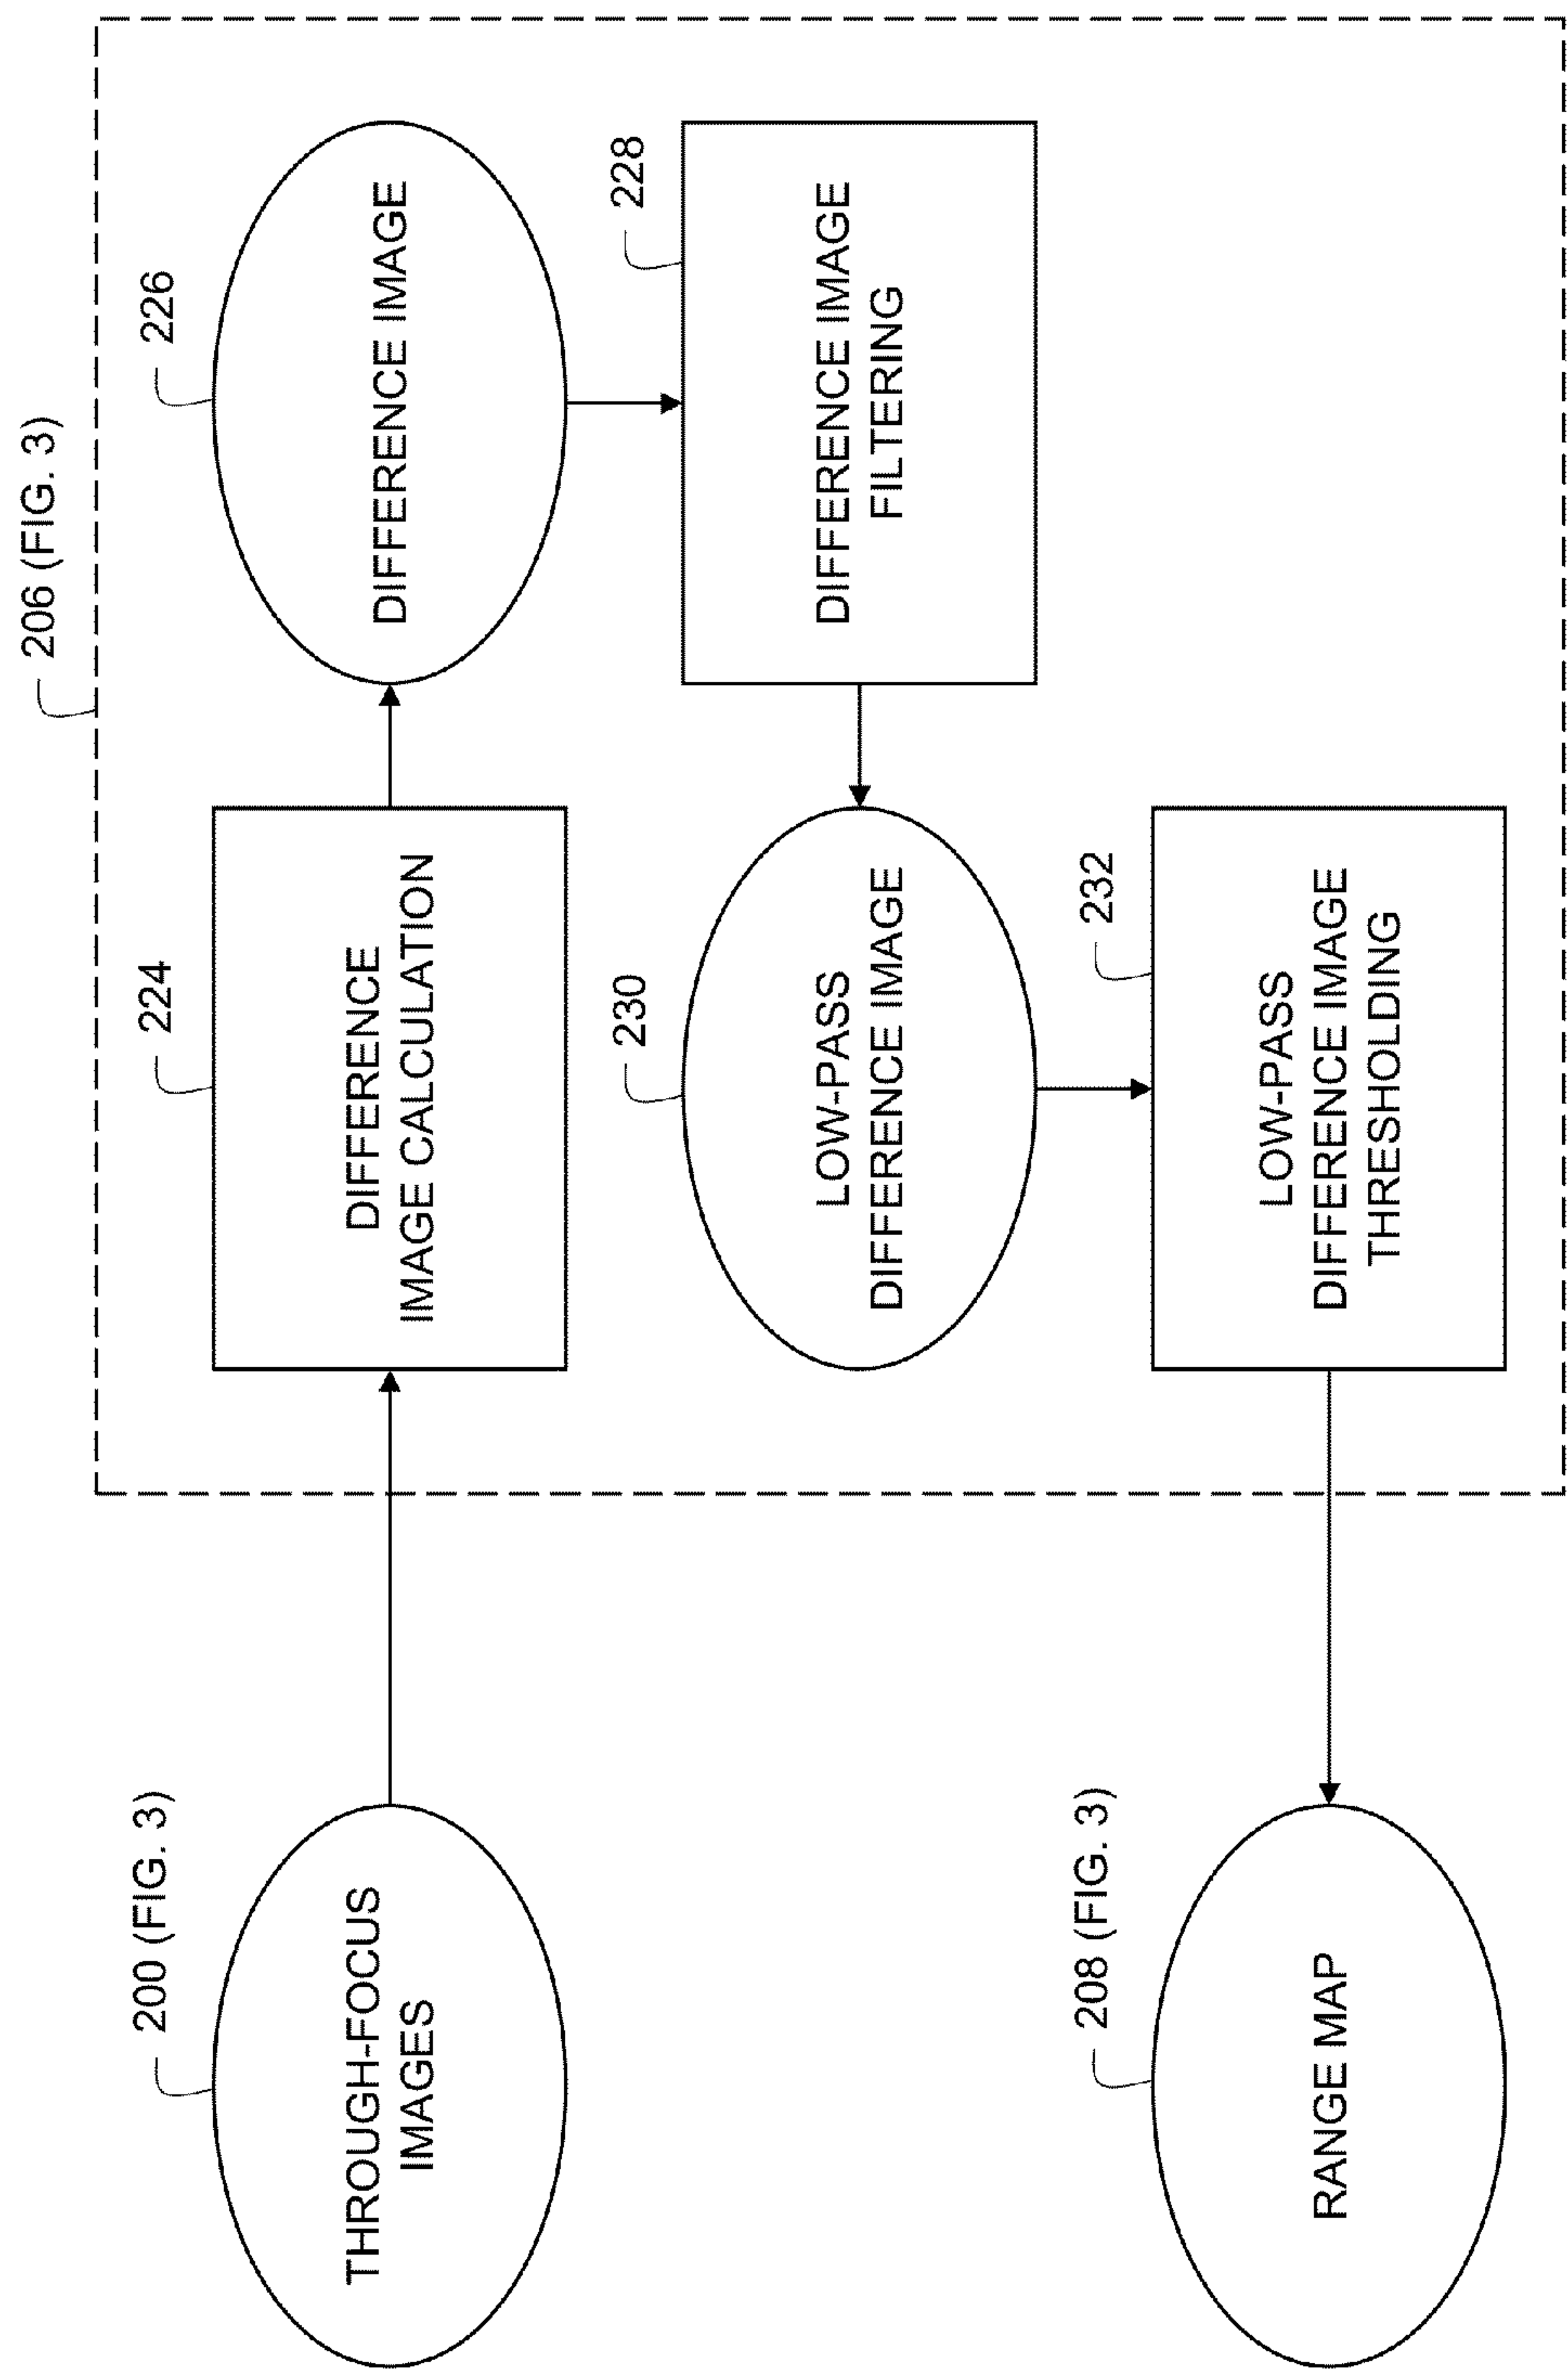 206 (FIG. 3)
200 (FIG. 3)
THROUGH-FOCUS
IMAGES
224
DIFFERENCE
IMAGE CALCULATION
226
DIFFERENCE IMAGE
228
DIFFERENCE IMAGE
FILTERING
230
LOW-PASS
DIFFERENCE IMAGE
232
LOW-PASS
DIFFERENCE IMAGE
THRESHOLDING
208 (FIG. 3)
RANGE MAP